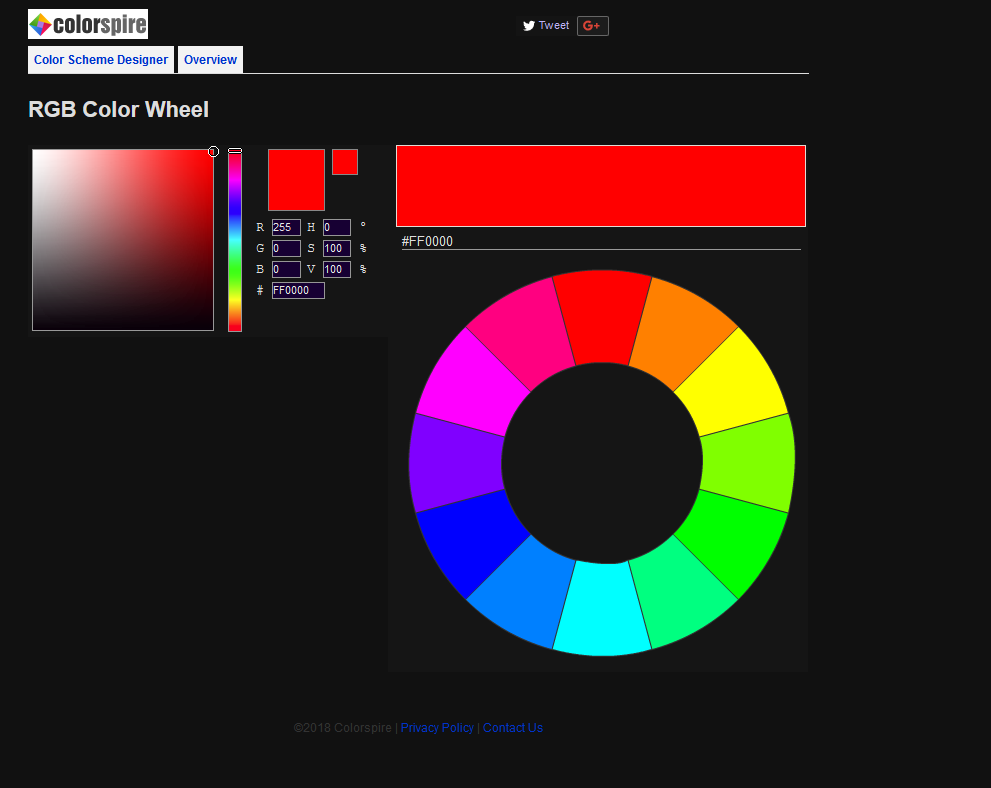 colorspire
Tweet G+
Color Scheme Designer Overview
RGB Color Wheel
R 255 H 0 °
G 0 S 100 %
B 0 V 100 %
# FF0000
#FF0000
©2018 Colorspire | Privacy Policy | Contact Us